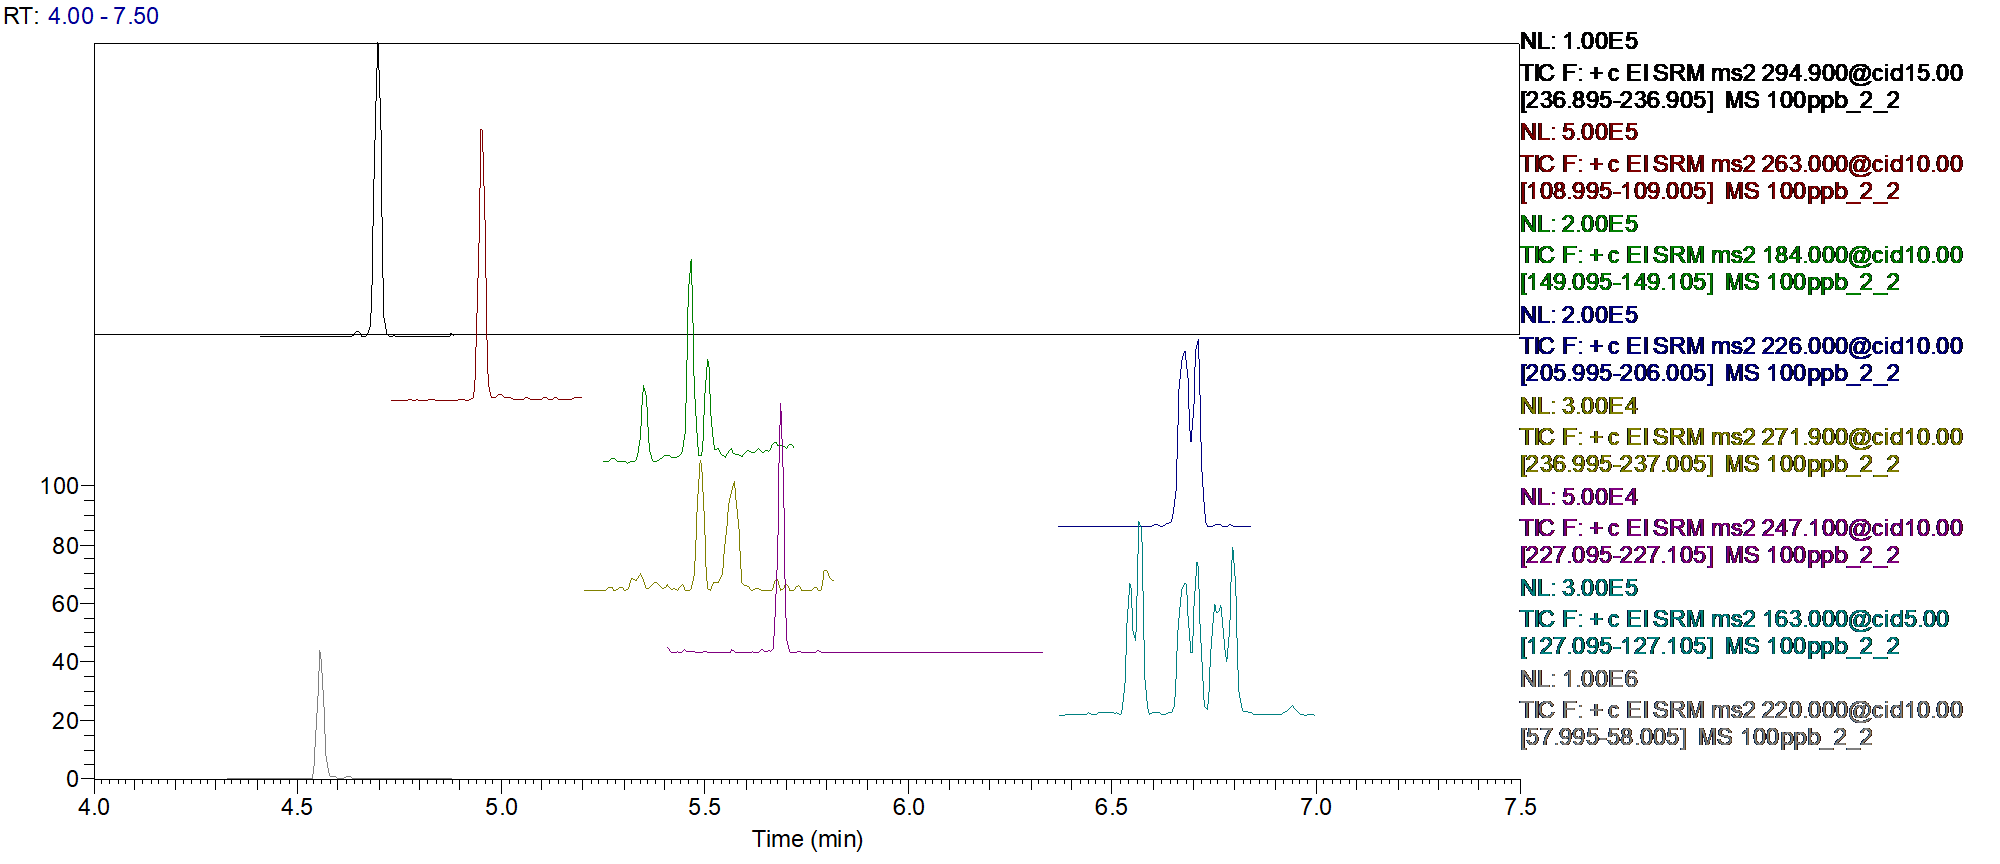 RT: 4.00 - 7.50
NL: 1.00E5
TIC F: + c EI SRM ms2 294.900@cid15.00
[236.895-236.905] MS 100ppb_2_2
NL: 5.00E5
TIC F: + c EI SRM ms2 263.000@cid10.00
[108.995-109.005] MS 100ppb_2_2
NL: 2.00E5
TIC F: + c EI SRM ms2 184.000@cid10.00
[149.095-149.105] MS 100ppb_2_2
NL: 2.00E5
TIC F: + c EI SRM ms2 226.000@cid10.00
[205.995-206.005] MS 100ppb_2_2
NL: 3.00E4
TIC F: + c EI SRM ms2 271.900@cid10.00
[236.995-237.005] MS 100ppb_2_2
NL: 5.00E4
TIC F: + c EI SRM ms2 247.100@cid10.00
[227.095-227.105] MS 100ppb_2_2
NL: 3.00E5
TIC F: + c EI SRM ms2 163.000@cid5.00
[127.095-127.105] MS 100ppb_2_2
NL: 1.00E6
TIC F: + c EI SRM ms2 220.000@cid10.00
[57.995-58.005] MS 100ppb_2_2
100
80
60
40
20
0
4.0 4.5 5.0 5.5 6.0 6.5 7.0 7.5
Time (min)